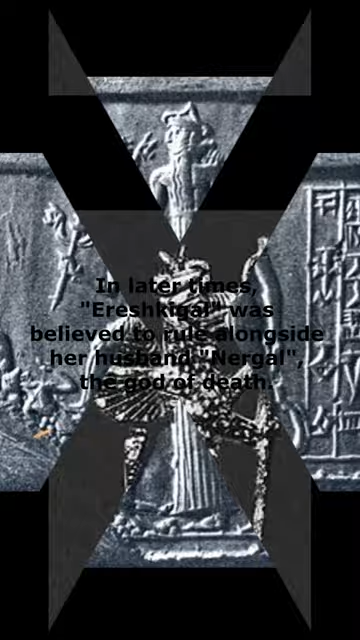 In later times,
"Ereshkigal" was
believed to rule alongside
her husband "Nergal",
the god of death.